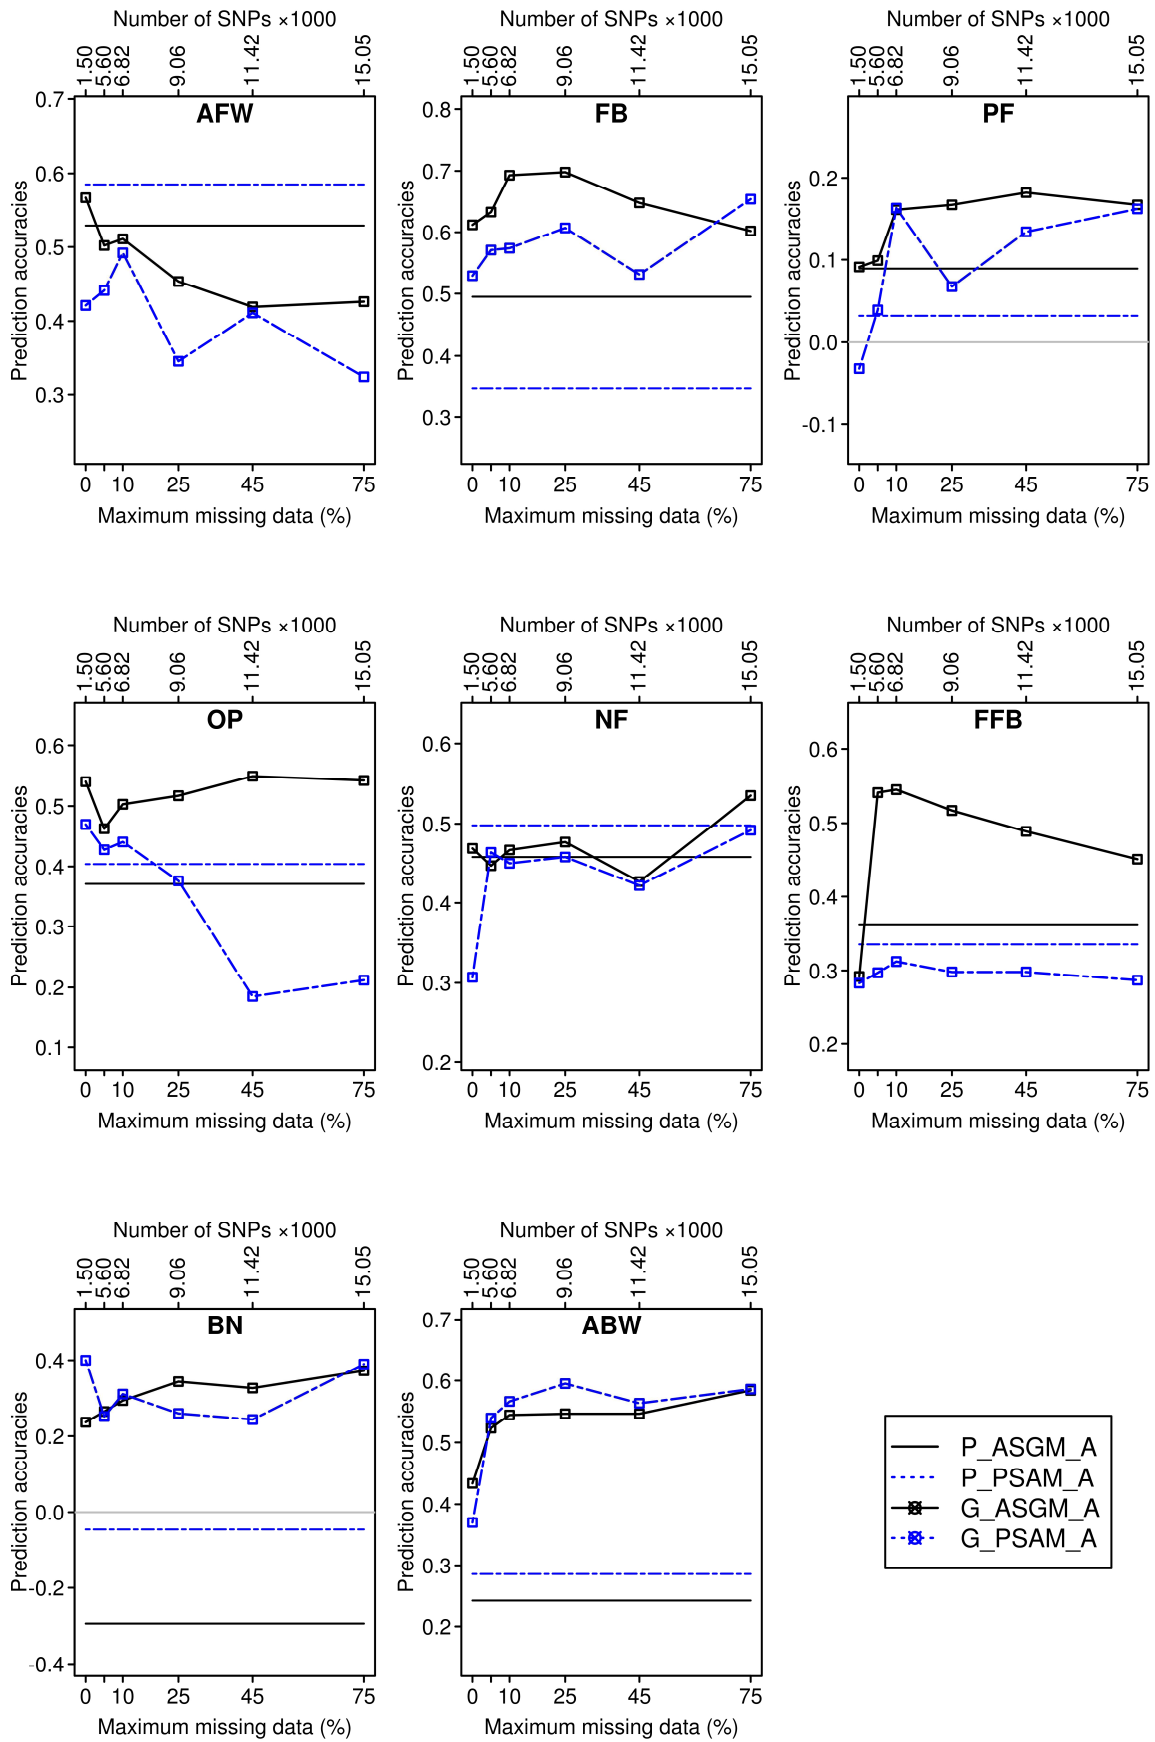 Number of SNPs ×1000
Number of SNPs ×1000
Number of SNPs ×1000
1.50 5.60 6.82 9.06 11.42 15.05
1.50 5.60 6.82 9.06 11.42 15.05
1.50 5.60 6.82 9.06 11.42 15.05
AFW
FB
PF
Prediction accuracies
0.7
0.6
0.5
0.4
0.3
Prediction accuracies
0.8
0.7
0.6
0.5
0.4
0.3
Prediction accuracies
0.2
0.1
0.0
-0.1
0 10 25 45 75
0 10 25 45 75
0 10 25 45 75
Maximum missing data (%)
Maximum missing data (%)
Maximum missing data (%)
Number of SNPs ×1000
Number of SNPs ×1000
Number of SNPs ×1000
1.50 5.60 6.82 9.06 11.42 15.05
1.50 5.60 6.82 9.06 11.42 15.05
1.50 5.60 6.82 9.06 11.42 15.05
OP
NF
FFB
Prediction accuracies
0.6
0.5
0.4
0.3
0.2
0.1
Prediction accuracies
0.6
0.5
0.4
0.3
0.2
Prediction accuracies
0.6
0.5
0.4
0.3
0.2
0 10 25 45 75
0 10 25 45 75
0 10 25 45 75
Maximum missing data (%)
Maximum missing data (%)
Maximum missing data (%)
Number of SNPs ×1000
Number of SNPs ×1000
1.50 5.60 6.82 9.06 11.42 15.05
1.50 5.60 6.82 9.06 11.42 15.05
BN
ABW
Prediction accuracies
0.4
0.2
0.0
-0.2
-0.4
Prediction accuracies
0.7
0.6
0.5
0.4
0.3
0.2
0 10 25 45 75
0 10 25 45 75
Maximum missing data (%)
Maximum missing data (%)
P_ASGM_A
P_PSAM_A
G_ASGM_A
G_PSAM_A